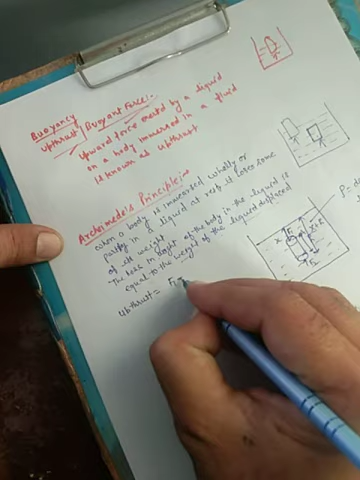 Buoyancy
Upthrust / Buoyant Force:-
Upward force exerted by a liquid
on a body immersed in a fluid
is known as upthrust
Archimede's Principle:-
when a body is immersed wholly or
partly in a liquid at rest it loses some
of its weight
The loss in weight of the body in the liquid is
equal to the weight of the liquid displaced
Upthrust =